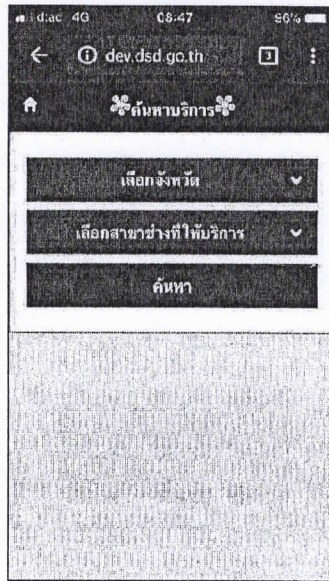 dtac 4G 08:47 96%
dev.dsd.go.th 3
ค้นหาบริการ
เลือกจังหวัด
เลือกสาขาช่างที่ให้บริการ
ค้นหา